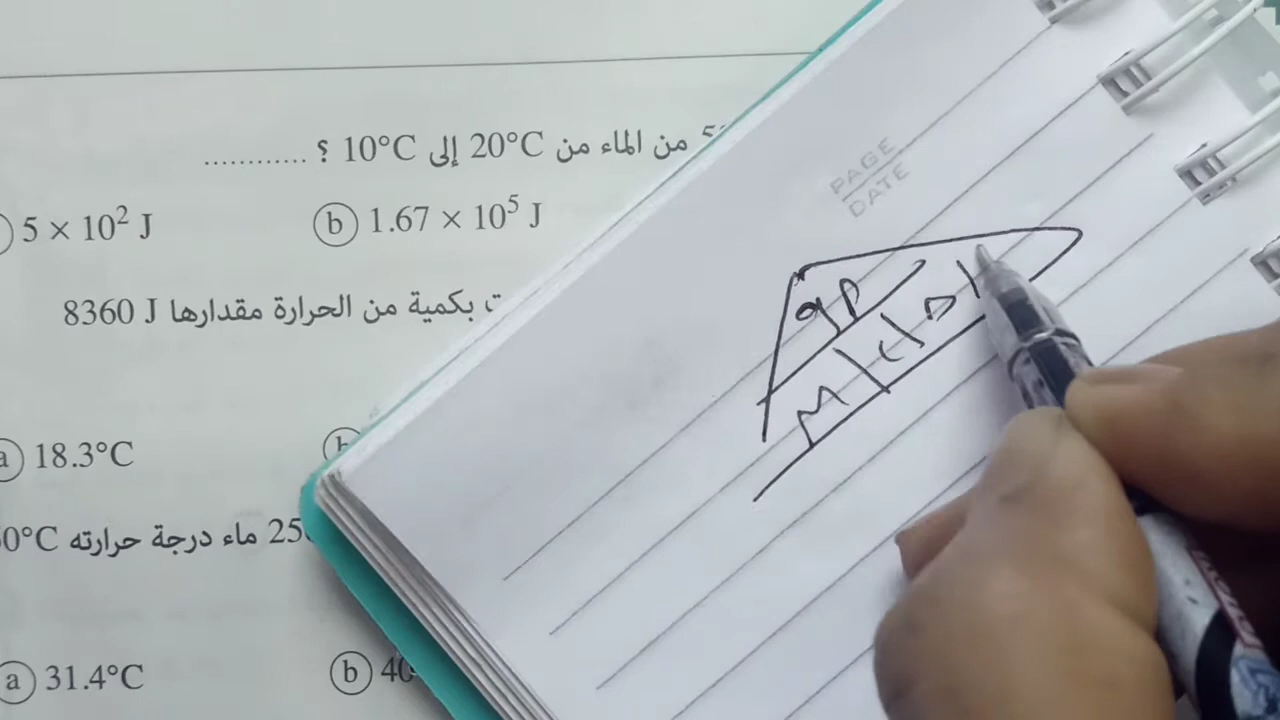 من الماء من 20°C إلى 10°C ؟ ............
5 × 10² J
b 1.67 × 10⁵ J
بكمية من الحرارة مقدارها 8360 J
a 18.3°C
ماء درجة حرارته
a 31.4°C
b
PAGE
DATE
qp
M c Δ